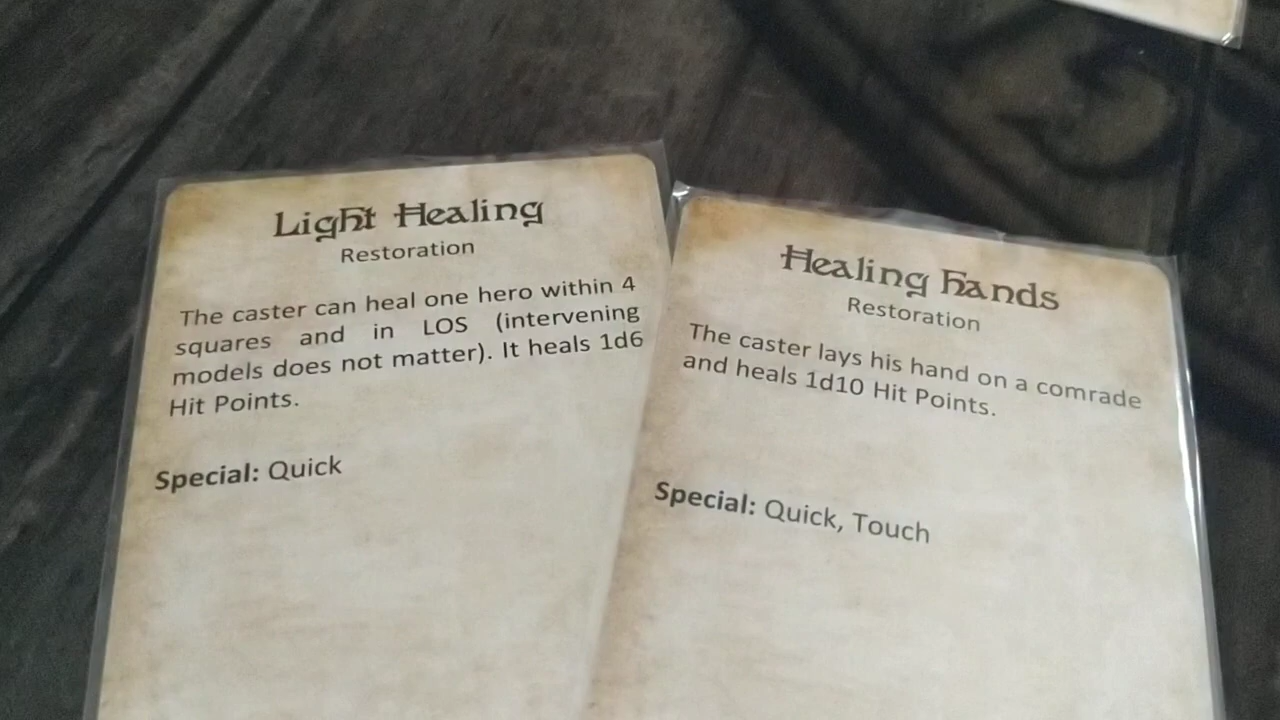 Light Healing
Restoration
The caster can heal one hero within 4
squares and in LOS (intervening
models does not matter). It heals 1d6
Hit Points.
Special: Quick
Healing Hands
Restoration
The caster lays his hand on a comrade
and heals 1d10 Hit Points.
Special: Quick, Touch